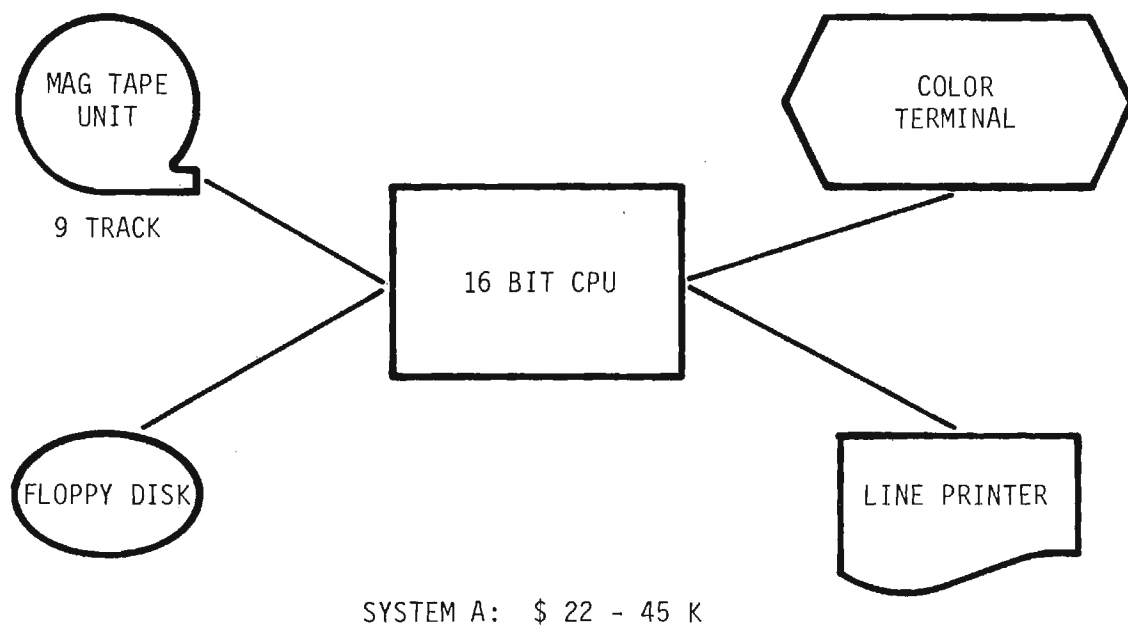 MAG TAPE
UNIT
9 TRACK
COLOR
TERMINAL
16 BIT CPU
FLOPPY DISK
LINE PRINTER
SYSTEM A: $ 22 - 45 K